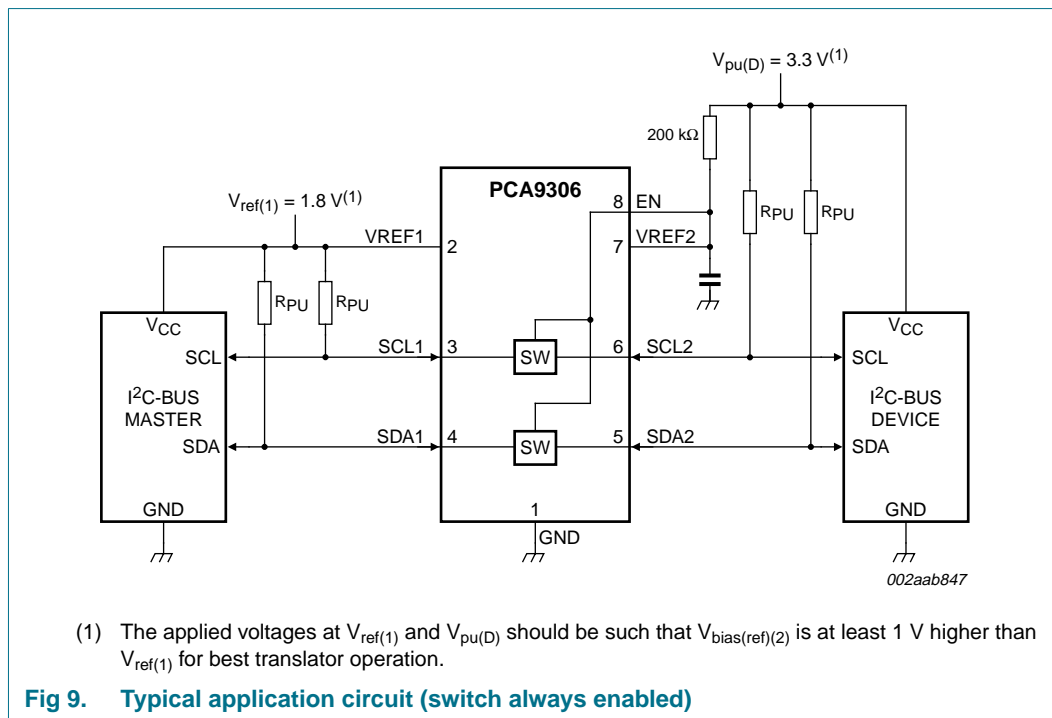 Vpu(D) = 3.3 V(1)
200 kΩ
PCA9306
8 EN
RPU RPU
Vref(1) = 1.8 V(1)
VREF1 2
7 VREF2
RPU RPU
VCC
VCC
SCL SCL1 3 SW 6 SCL2 SCL
I2C-BUS
MASTER
I2C-BUS
DEVICE
SDA SDA1 4 SW 5 SDA2 SDA
GND
1
GND
GND
002aab847
(1) The applied voltages at Vref(1) and Vpu(D) should be such that Vbias(ref)(2) is at least 1 V higher than
Vref(1) for best translator operation.
Fig 9. Typical application circuit (switch always enabled)